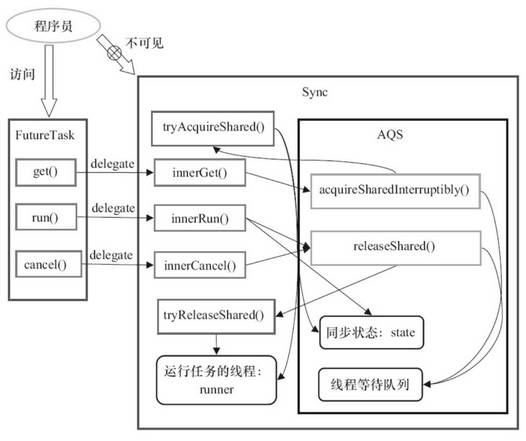 程序员
不可见
访问
Sync
tryAcquireShared()
AQS
FutureTask
get()
delegate
innerGet()
acquireSharedInterruptibly()
run()
delegate
innerRun()
releaseShared()
cancel()
delegate
innerCancel()
tryReleaseShared()
同步状态：state
运行任务的线程：
runner
线程等待队列